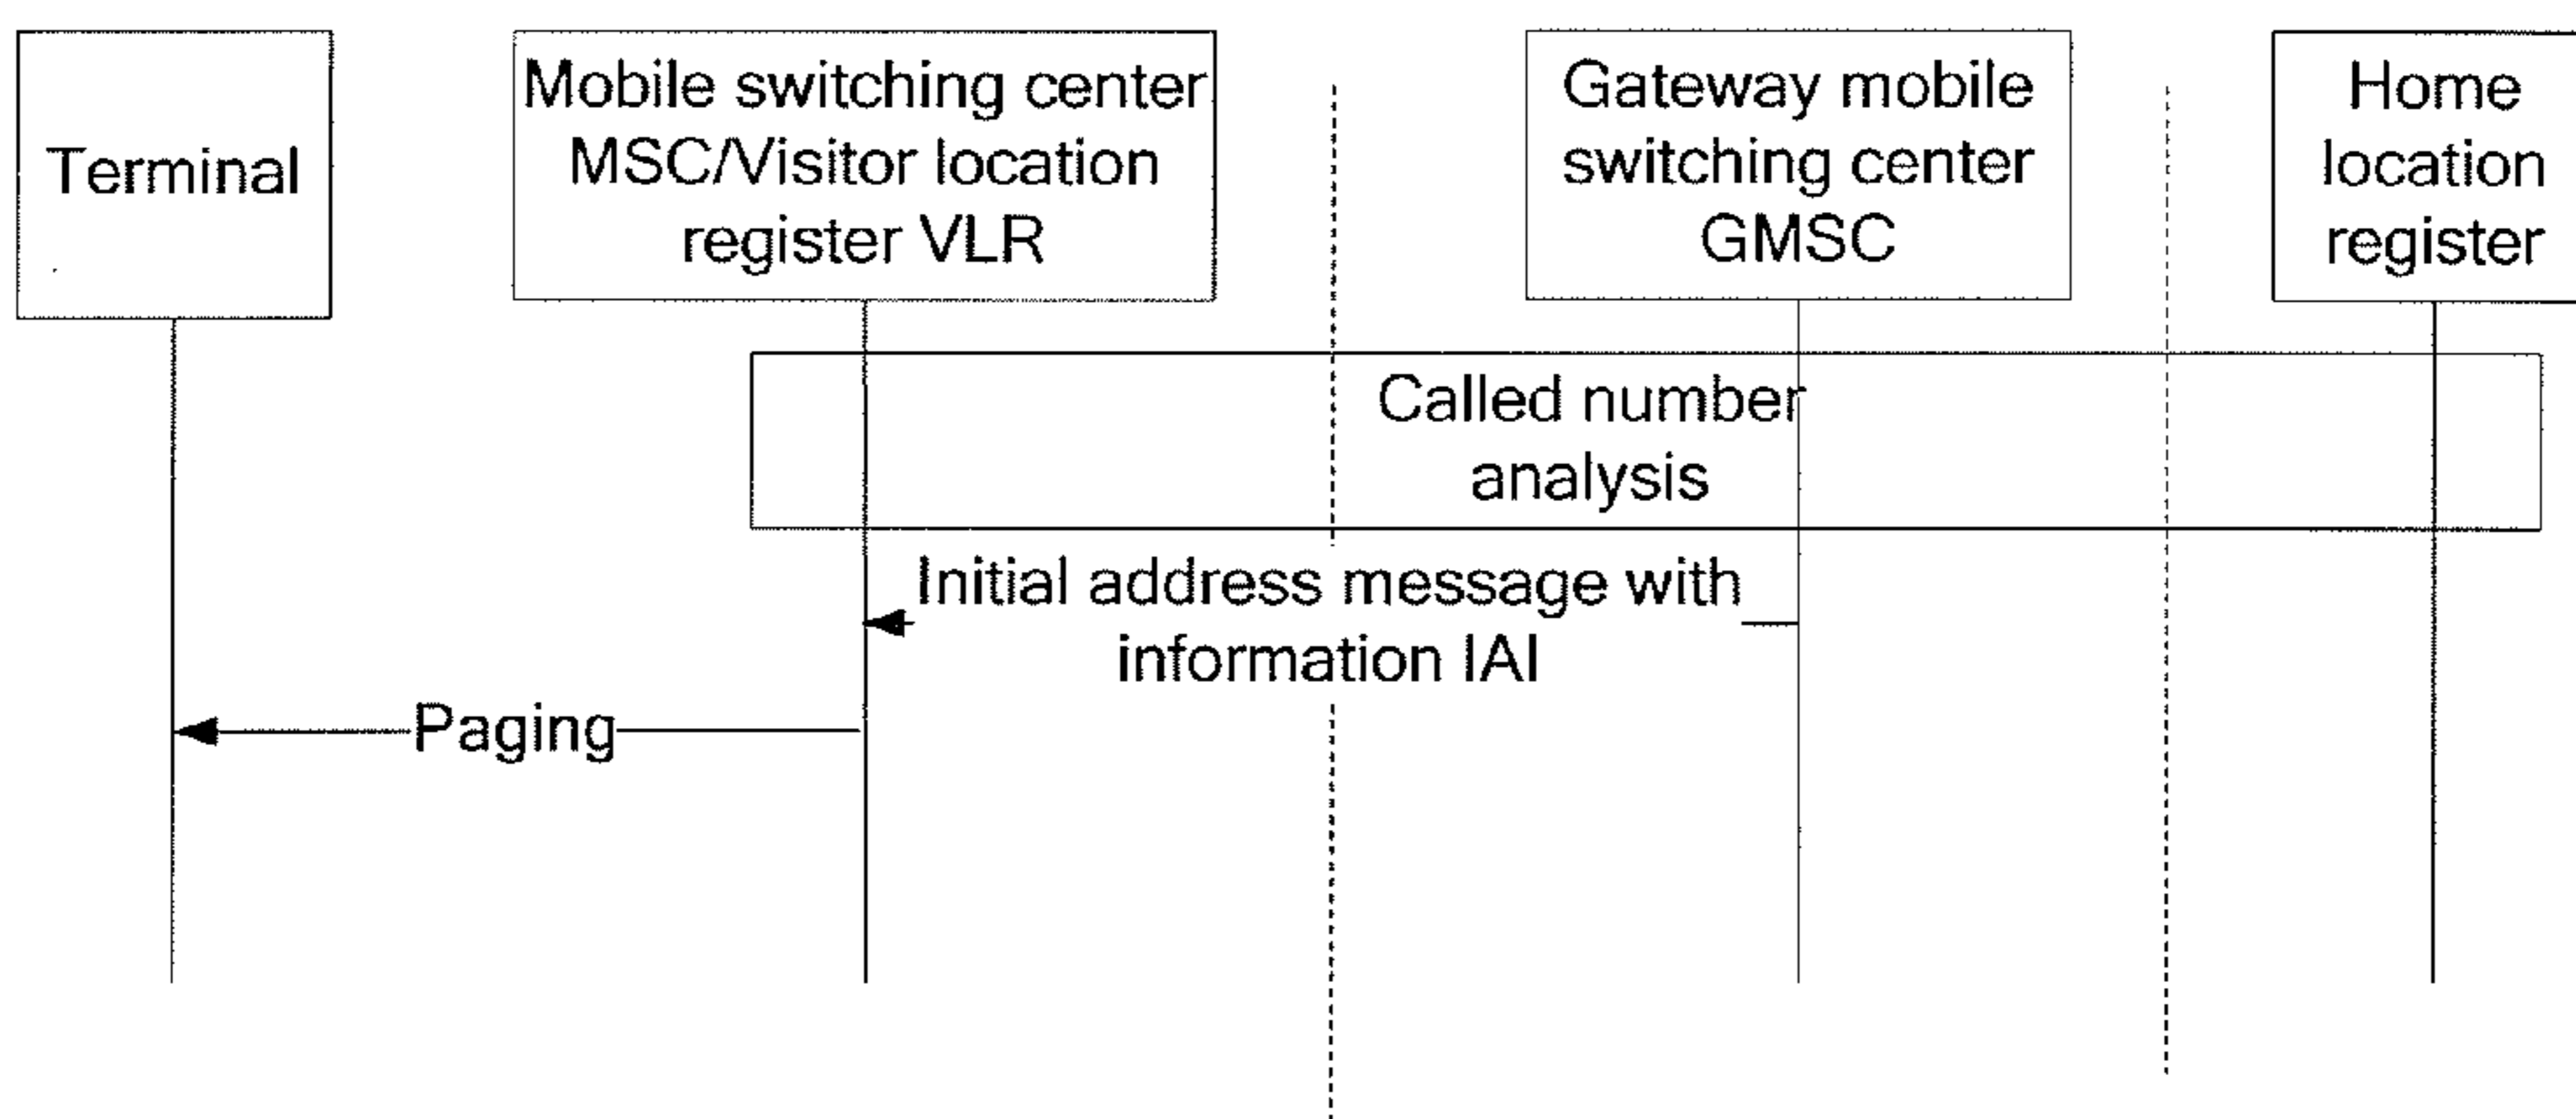 Terminal
Mobile switching center
MSC/Visitor location
register VLR
Gateway mobile
switching center
GMSC
Home
location
register
Called number
analysis
Initial address message with
information IAI
Paging